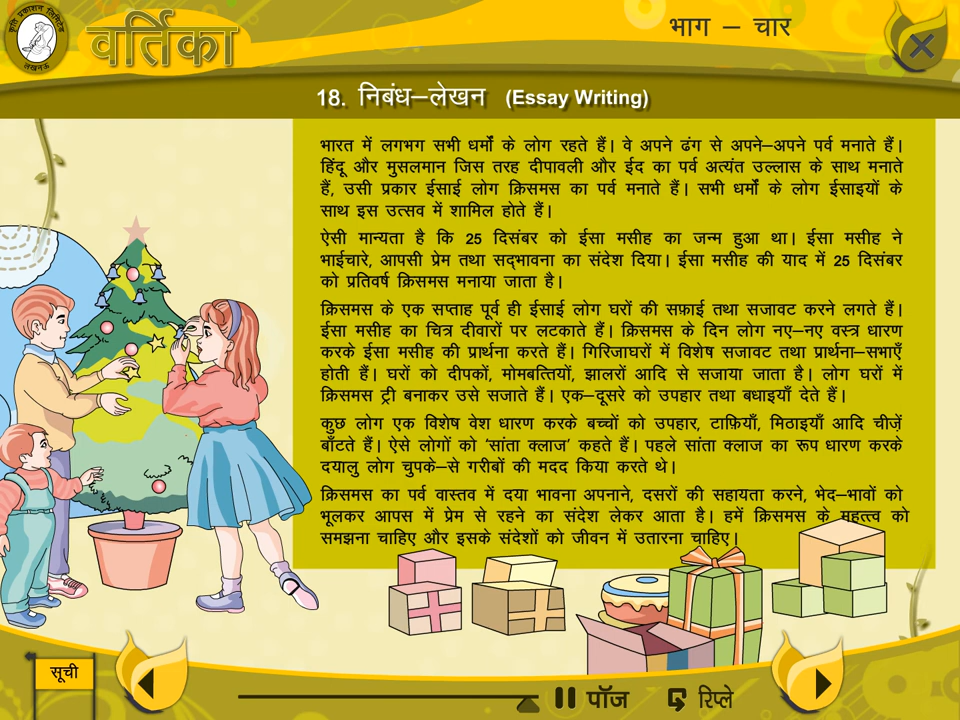 कृति प्रकाशन लिमिटेड
लखनऊ
वर्तिका
भाग – चार
18. निबंध–लेखन (Essay Writing)
भारत में लगभग सभी धर्मों के लोग रहते हैं। वे अपने ढंग से अपने–अपने पर्व मनाते हैं।
हिंदू और मुसलमान जिस तरह दीपावली और ईद का पर्व अत्यंत उल्लास के साथ मनाते
हैं, उसी प्रकार ईसाई लोग क्रिसमस का पर्व मनाते हैं। सभी धर्मों के लोग ईसाइयों के
साथ इस उत्सव में शामिल होते हैं।
ऐसी मान्यता है कि 25 दिसंबर को ईसा मसीह का जन्म हुआ था। ईसा मसीह ने
भाईचारे, आपसी प्रेम तथा सद्भावना का संदेश दिया। ईसा मसीह की याद में 25 दिसंबर
को प्रतिवर्ष क्रिसमस मनाया जाता है।
क्रिसमस के एक सप्ताह पूर्व ही ईसाई लोग घरों की सफ़ाई तथा सजावट करने लगते हैं।
ईसा मसीह का चित्र दीवारों पर लटकाते हैं। क्रिसमस के दिन लोग नए–नए वस्त्र धारण
करके ईसा मसीह की प्रार्थना करते हैं। गिरिजाघरों में विशेष सजावट तथा प्रार्थना–सभाएँ
होती हैं। घरों को दीपकों, मोमबत्तियों, झालरों आदि से सजाया जाता है। लोग घरों में
क्रिसमस ट्री बनाकर उसे सजाते हैं। एक–दूसरे को उपहार तथा बधाइयाँ देते हैं।
कुछ लोग एक विशेष वेश धारण करके बच्चों को उपहार, टाफ़ियाँ, मिठाइयाँ आदि चीज़ें
बाँटते हैं। ऐसे लोगों को ‘सांता क्लाज’ कहते हैं। पहले सांता क्लाज का रूप धारण करके
दयालु लोग चुपके–से गरीबों की मदद किया करते थे।
क्रिसमस का पर्व वास्तव में दया भावना अपनाने, दसरों की सहायता करने, भेद–भावों को
भूलकर आपस में प्रेम से रहने का संदेश लेकर आता है। हमें क्रिसमस के महत्त्व को
समझना चाहिए और इसके संदेशों को जीवन में उतारना चाहिए।
सूची
पॉज
रिप्ले